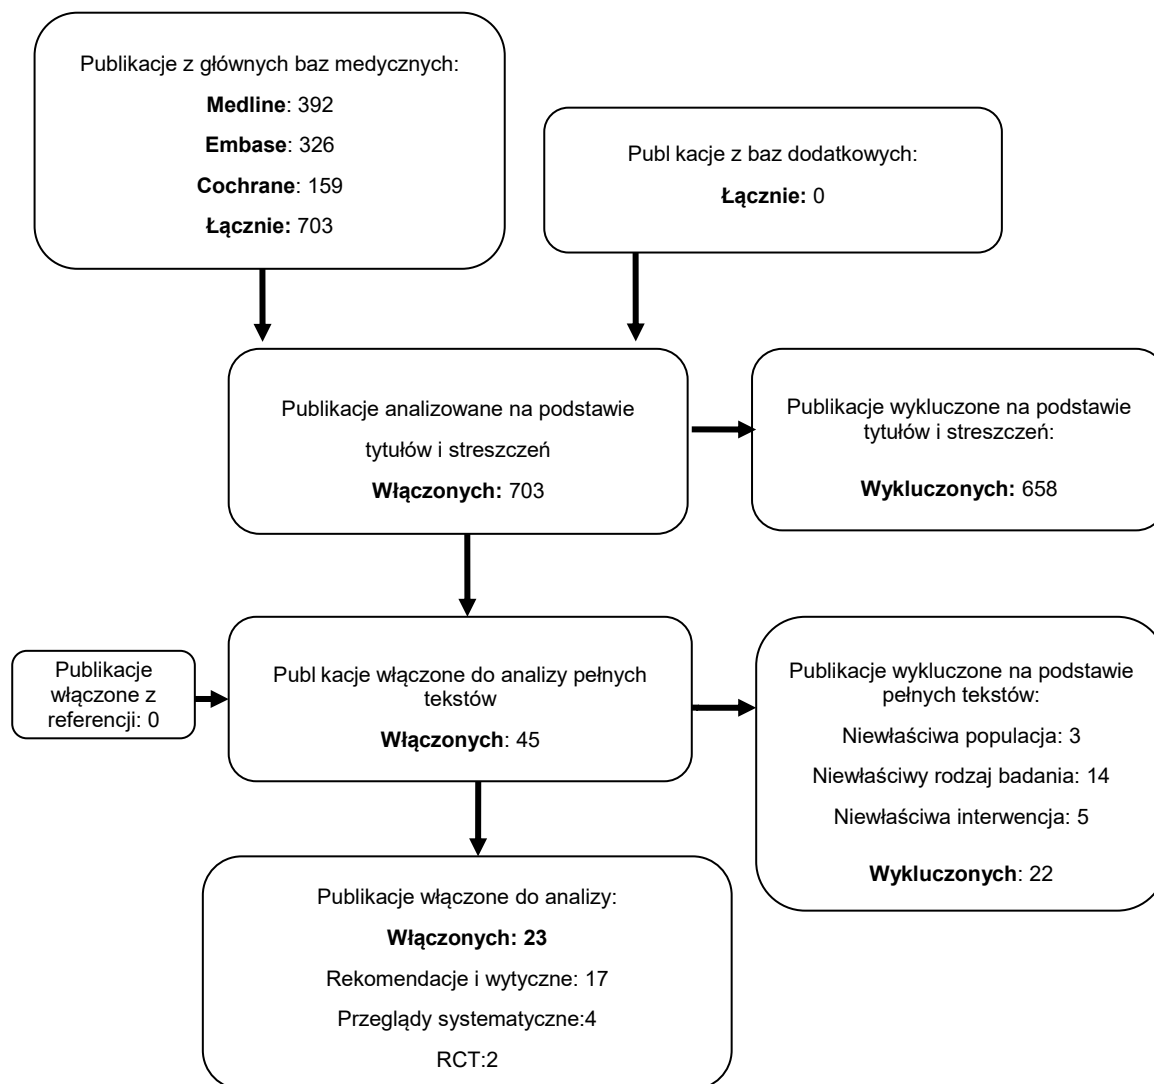 Publikacje z głównych baz medycznych:
Medline: 392
Embase: 326
Cochrane: 159
Łącznie: 703
Publ kacje z baz dodatkowych:
Łącznie: 0
Publikacje analizowane na podstawie
tytułów i streszczeń
Włączonych: 703
Publikacje wykluczone na podstawie
tytułów i streszczeń:
Wykluczonych: 658
Publikacje
włączone z
referencji: 0
Publ kacje włączone do analizy pełnych
tekstów
Włączonych: 45
Publikacje wykluczone na podstawie
pełnych tekstów:
Niewłaściwa populacja: 3
Niewłaściwy rodzaj badania: 14
Niewłaściwa interwencja: 5
Wykluczonych: 22
Publikacje włączone do analizy:
Włączonych: 23
Rekomendacje i wytyczne: 17
Przeglądy systematyczne:4
RCT:2